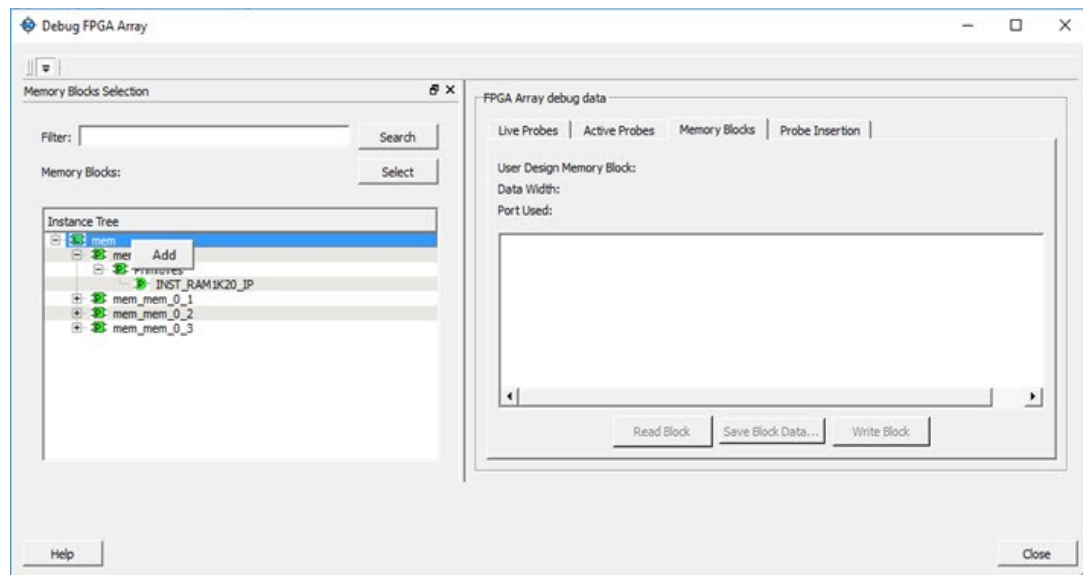 Debug FPGA Array
Memory Blocks Selection
Filter:
Search
Memory Blocks:
Select
Instance Tree
mem
Add
Primitives
INST_RAM1K20_IP
mem_mem_0_1
mem_mem_0_2
mem_mem_0_3
FPGA Array debug data
Live Probes Active Probes Memory Blocks Probe Insertion
User Design Memory Block:
Data Width:
Port Used:
Read Block Save Block Data... Write Block
Help
Close